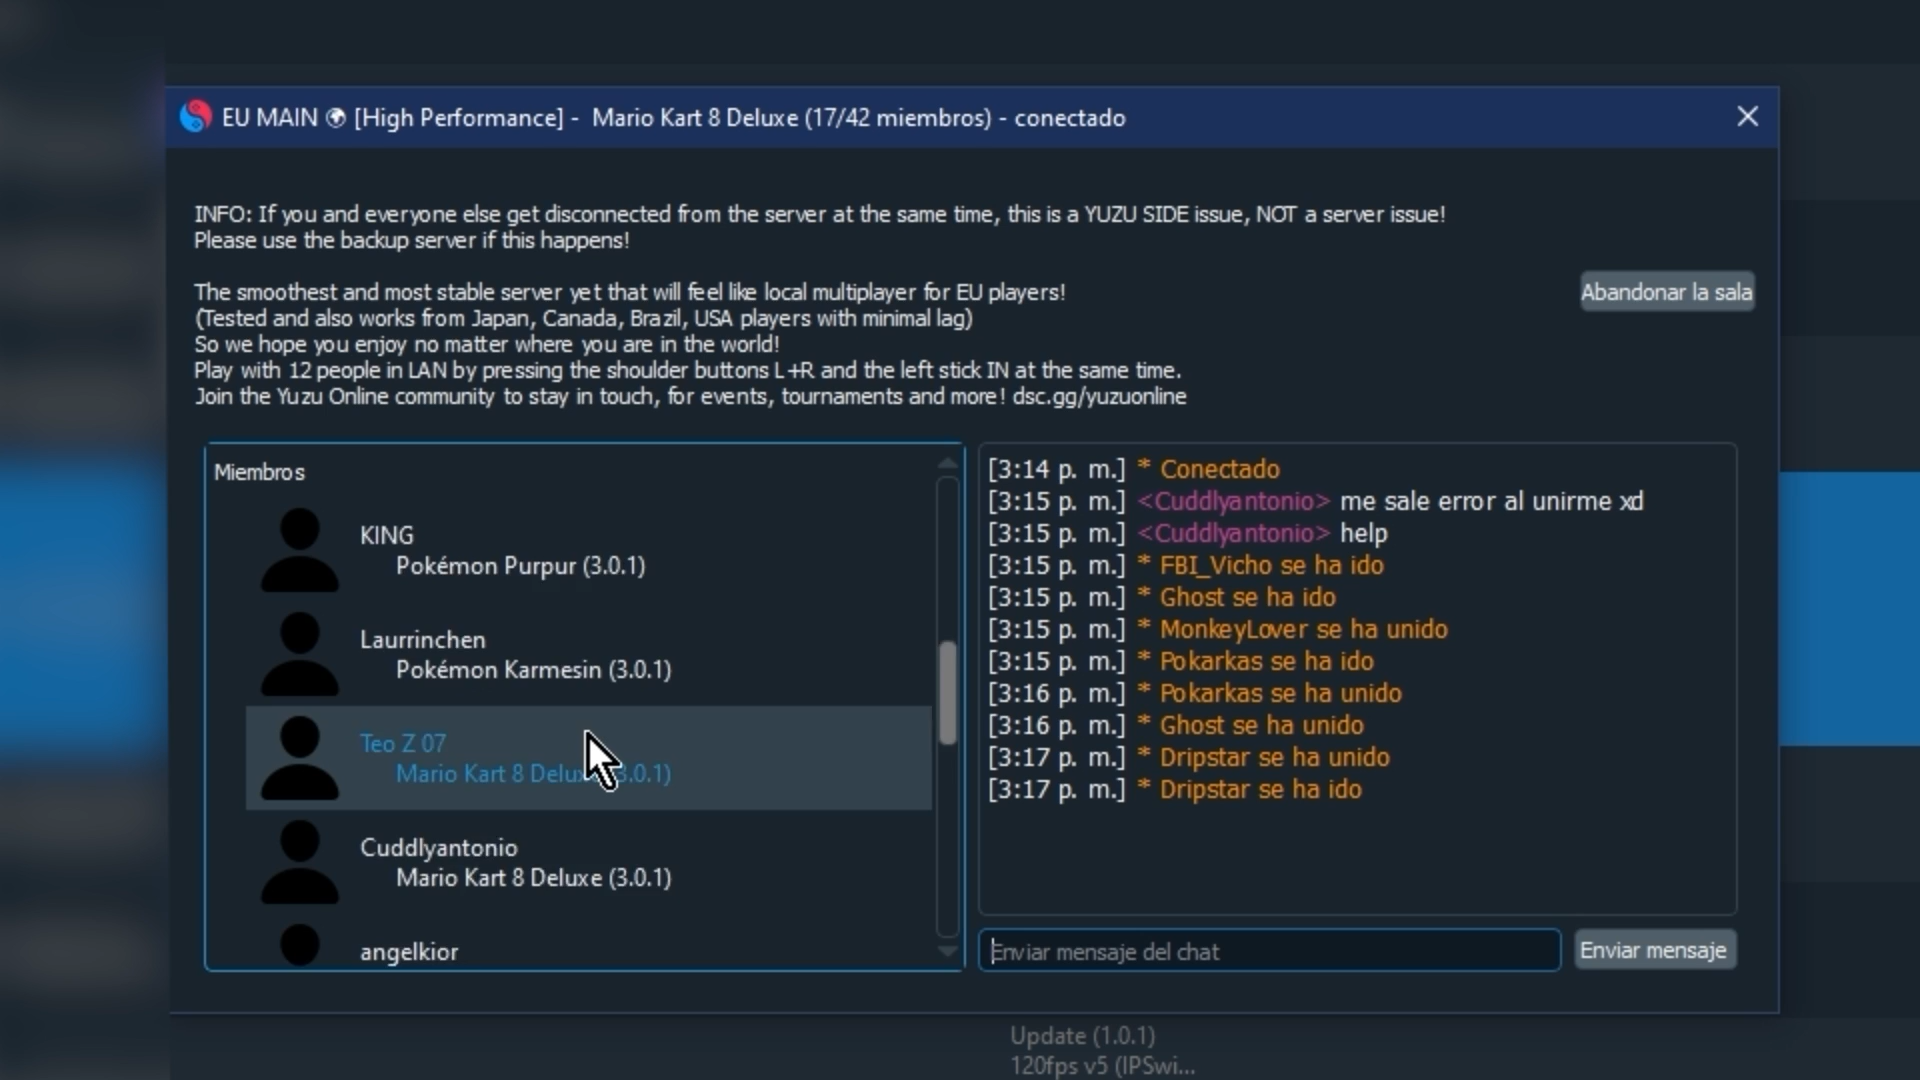 EU MAIN [High Performance] - Mario Kart 8 Deluxe (17/42 miembros) - conectado
INFO: If you and everyone else get disconnected from the server at the same time, this is a YUZU SIDE issue, NOT a server issue!
Please use the backup server if this happens!
The smoothest and most stable server yet that will feel like local multiplayer for EU players!
(Tested and also works from Japan, Canada, Brazil, USA players with minimal lag)
So we hope you enjoy no matter where you are in the world!
Play with 12 people in LAN by pressing the shoulder buttons L+R and the left stick IN at the same time.
Join the Yuzu Online community to stay in touch, for events, tournaments and more! dsc.gg/yuzuonline
Abandonar la sala
Miembros
KING
Pokémon Purpur (3.0.1)
Laurrinchen
Pokémon Karmesin (3.0.1)
Teo Z 07
Mario Kart 8 Delux 3.0.1)
Cuddlyantonio
Mario Kart 8 Deluxe (3.0.1)
angelkior
[3:14 p. m.] * Conectado
[3:15 p. m.] <Cuddlyantonio> me sale error al unirme xd
[3:15 p. m.] <Cuddlyantonio> help
[3:15 p. m.] * FBI_Vicho se ha ido
[3:15 p. m.] * Ghost se ha ido
[3:15 p. m.] * MonkeyLover se ha unido
[3:15 p. m.] * Pokarkas se ha ido
[3:16 p. m.] * Pokarkas se ha unido
[3:16 p. m.] * Ghost se ha unido
[3:17 p. m.] * Dripstar se ha unido
[3:17 p. m.] * Dripstar se ha ido
Enviar mensaje del chat
Enviar mensaje
Update (1.0.1)
120fps v5 (IPSwi...